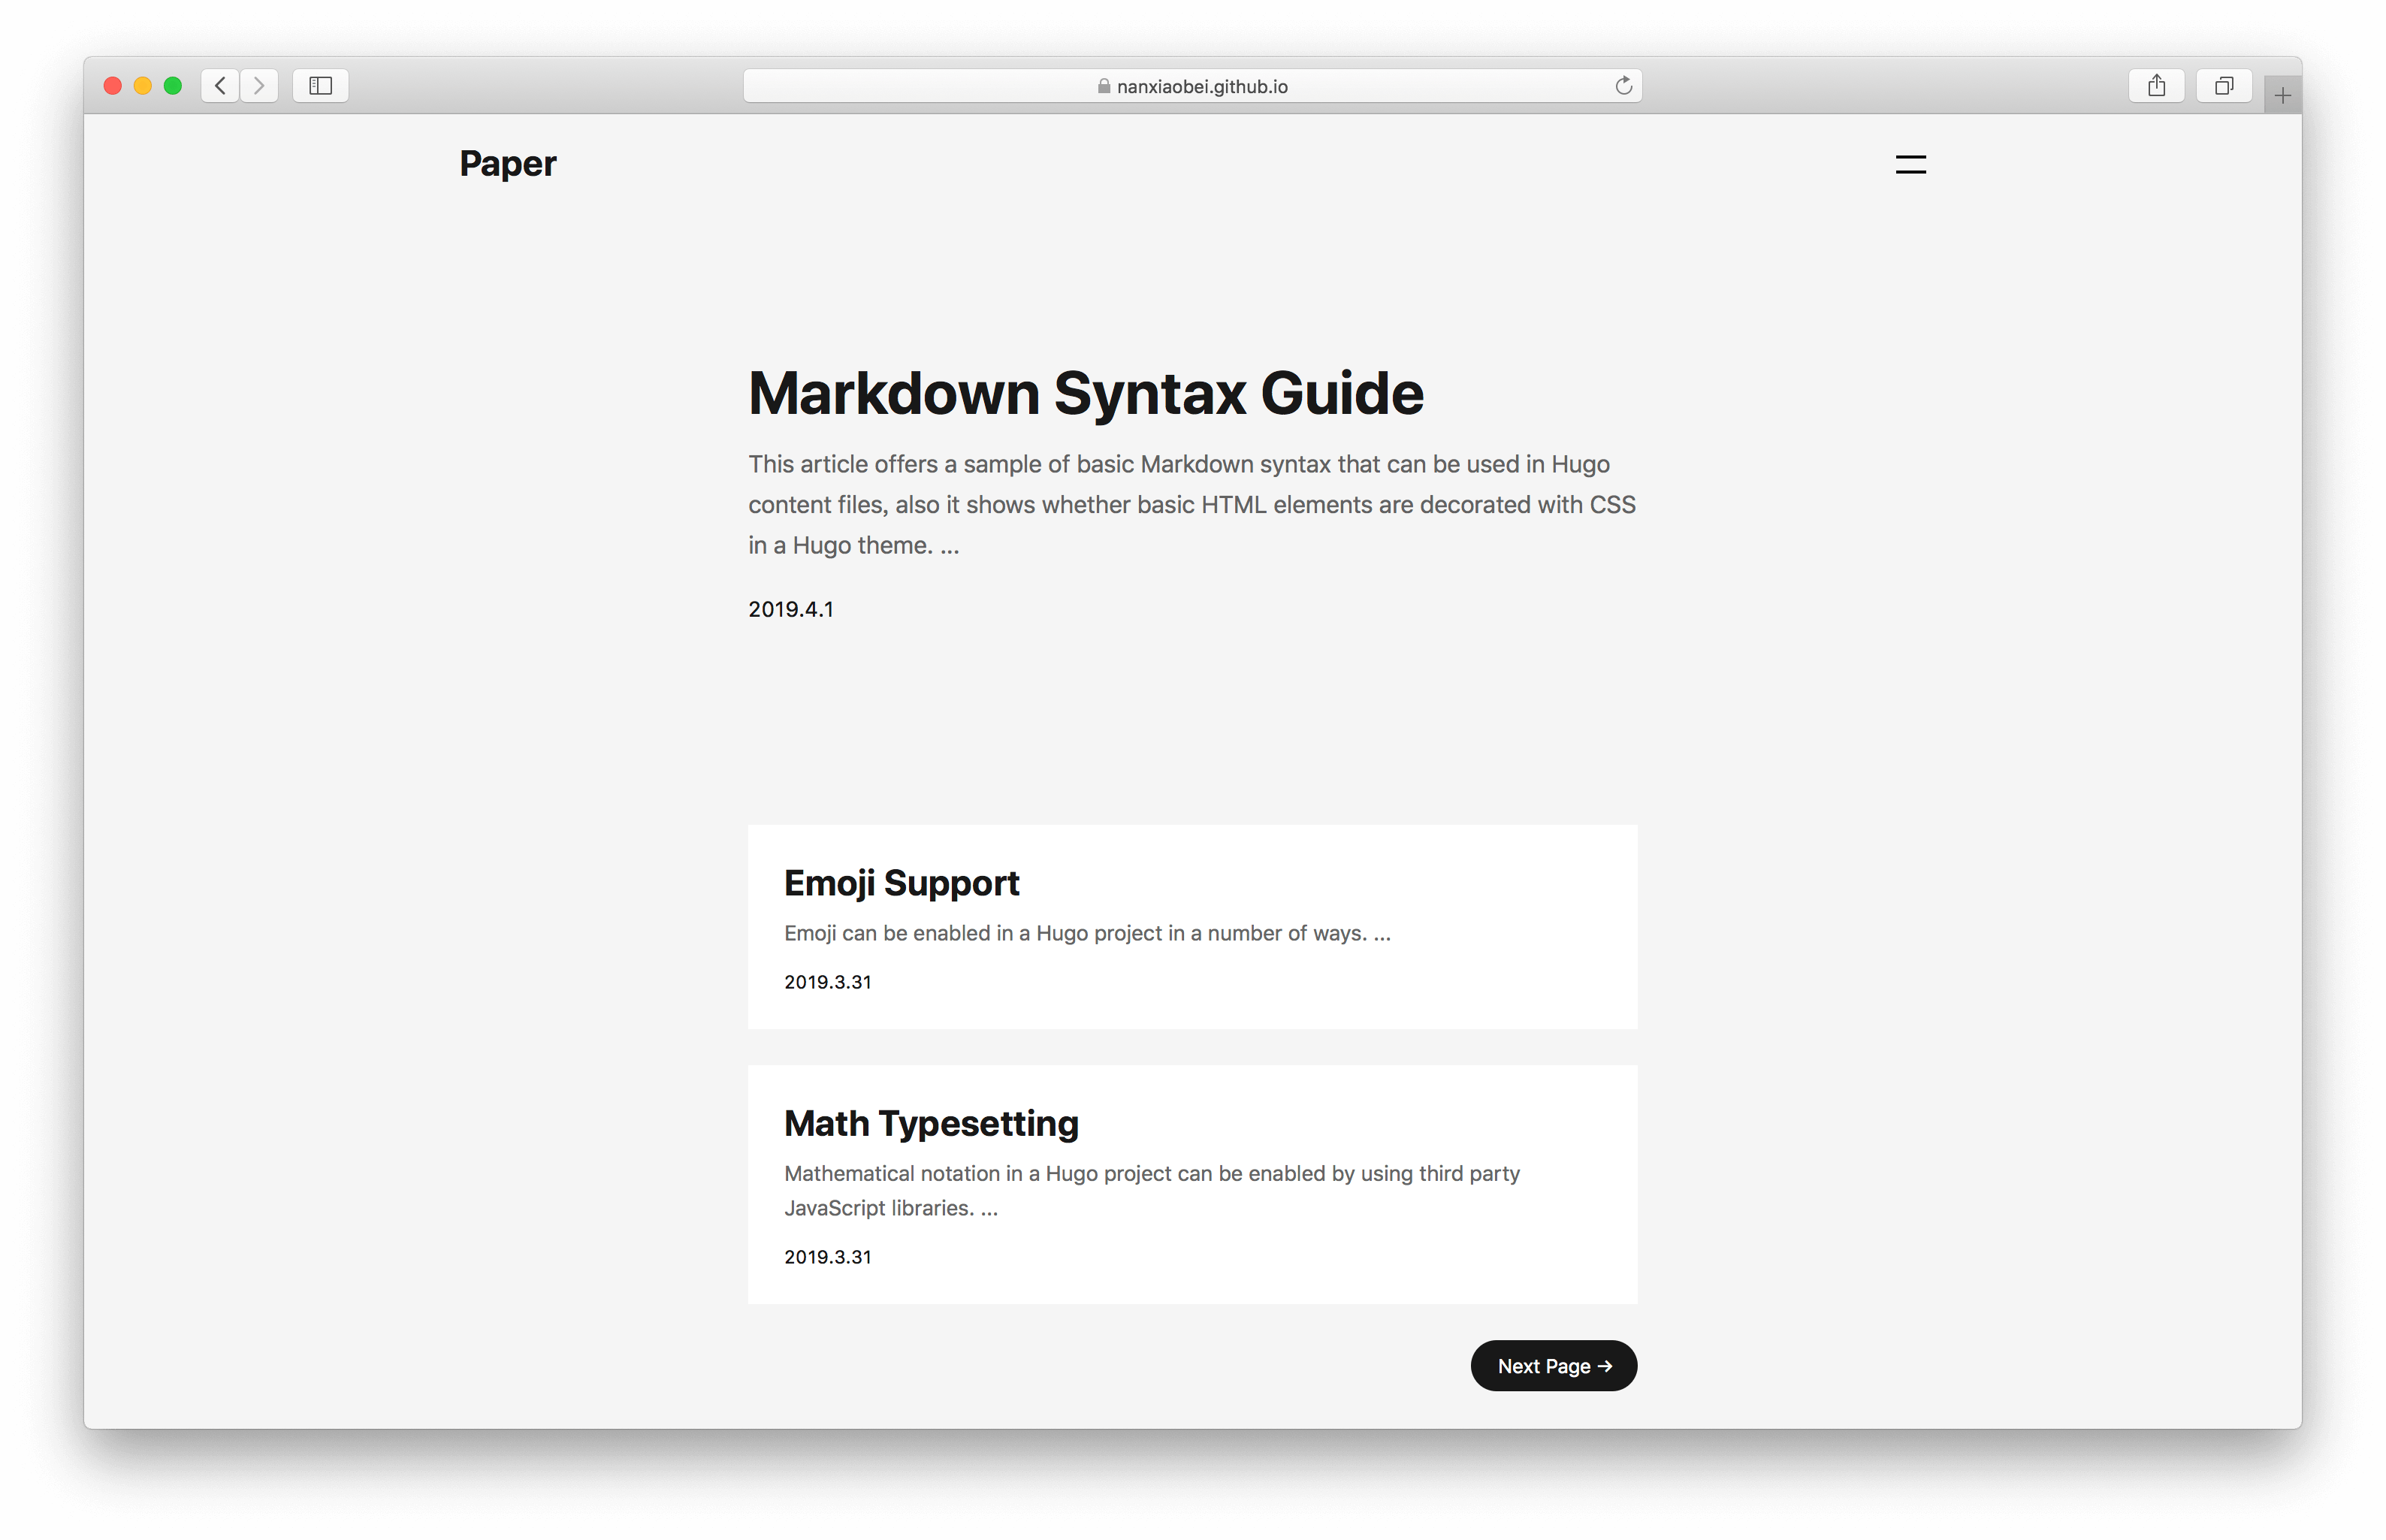 nanxiaobei.github.io
Paper
Markdown Syntax Guide
This article offers a sample of basic Markdown syntax that can be used in Hugo
content files, also it shows whether basic HTML elements are decorated with CSS
in a Hugo theme. ...
2019.4.1
Emoji Support
Emoji can be enabled in a Hugo project in a number of ways. ...
2019.3.31
Math Typesetting
Mathematical notation in a Hugo project can be enabled by using third party
JavaScript libraries. ...
2019.3.31
Next Page →